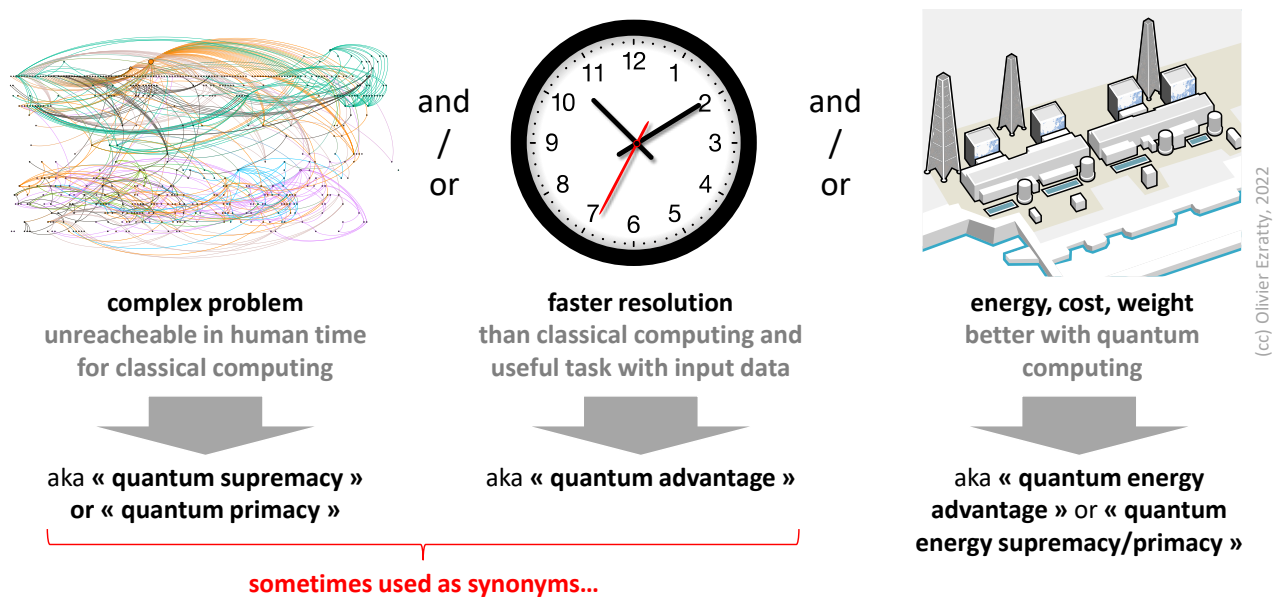 and
/
or
12
1
2
3
4
5
6
7
8
9
10
11
and
/
or
complex problem
unreacheable in human time
for classical computing
faster resolution
than classical computing and
useful task with input data
energy, cost, weight
better with quantum
computing
(cc) Olivier Ezratty, 2022
aka « quantum supremacy »
or « quantum primacy »
aka « quantum advantage »
aka « quantum energy
advantage » or « quantum
energy supremacy/primacy »
sometimes used as synonyms…